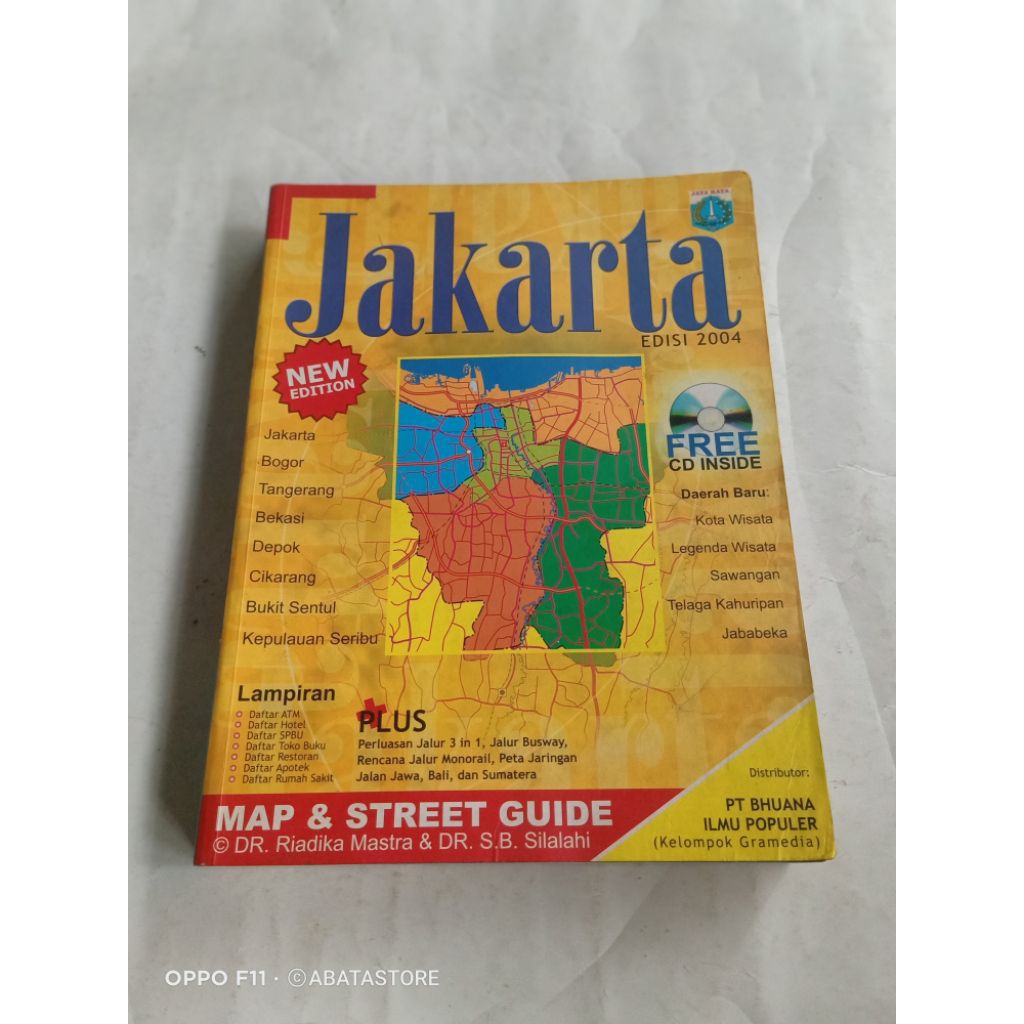 JAYA RAYA
Jakarta
EDISI 2004
NEW
EDITION
Jakarta
Bogor
Tangerang
Bekasi
Depok
Cikarang
Bukit Sentul
Kepulauan Seribu
FREE
CD INSIDE
Daerah Baru:
Kota Wisata
Legenda Wisata
Sawangan
Telaga Kahuripan
Jababeka
Lampiran
Daftar ATM
Daftar Hotel
Daftar SPBU
Daftar Toko Buku
Daftar Restoran
Daftar Apotek
Daftar Rumah Sakit
PLUS
Perluasan Jalur 3 in 1, Jalur Busway,
Rencana Jalur Monorail, Peta Jaringan
Jalan Jawa, Bali, dan Sumatera
MAP & STREET GUIDE
© DR. Riadika Mastra & DR. S.B. Silalahi
Distributor:
PT BHUANA
ILMU POPULER
(Kelompok Gramedia)
OPPO F11 · ©ABATASTORE